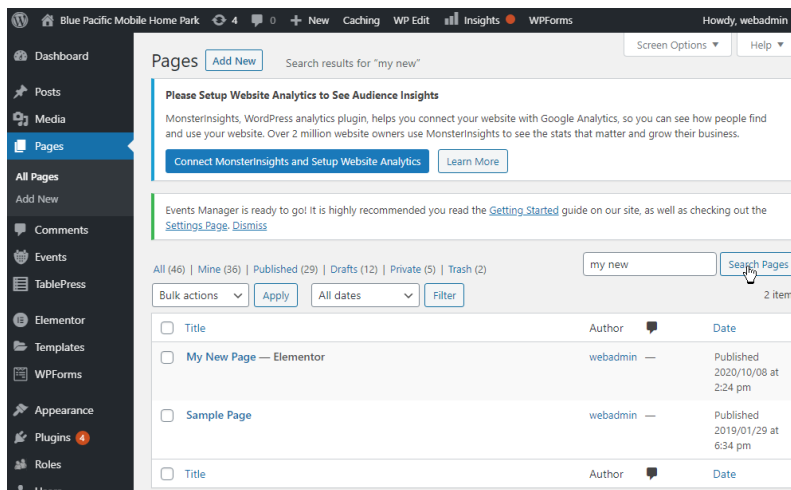 Blue Pacific Mobile Home Park 4 0 New Caching WP Edit Insights WPForms Howdy, webadmin
Screen Options ▼ Help ▼
Dashboard
Posts
Media
Pages
All Pages
Add New
Comments
Events
TablePress
Elementor
Templates
WPForms
Appearance
Plugins 4
Roles
Pages Add New Search results for “my new”
Please Setup Website Analytics to See Audience Insights
MonsterInsights, WordPress analytics plugin, helps you connect your website with Google Analytics, so you can see how people find
and use your website. Over 2 million website owners use MonsterInsights to see the stats that matter and grow their business.
Connect MonsterInsights and Setup Website Analytics Learn More
Events Manager is ready to go! It is highly recommended you read the Getting Started guide on our site, as well as checking out the
Settings Page. Dismiss
All (46) | Mine (36) | Published (29) | Drafts (12) | Private (5) | Trash (2)
my new Search Pages
Bulk actions Apply All dates Filter
2 item
Title Author Date
My New Page — Elementor webadmin — Published
2020/10/08 at
2:24 pm
Sample Page webadmin — Published
2019/01/29 at
6:34 pm
Title Author Date